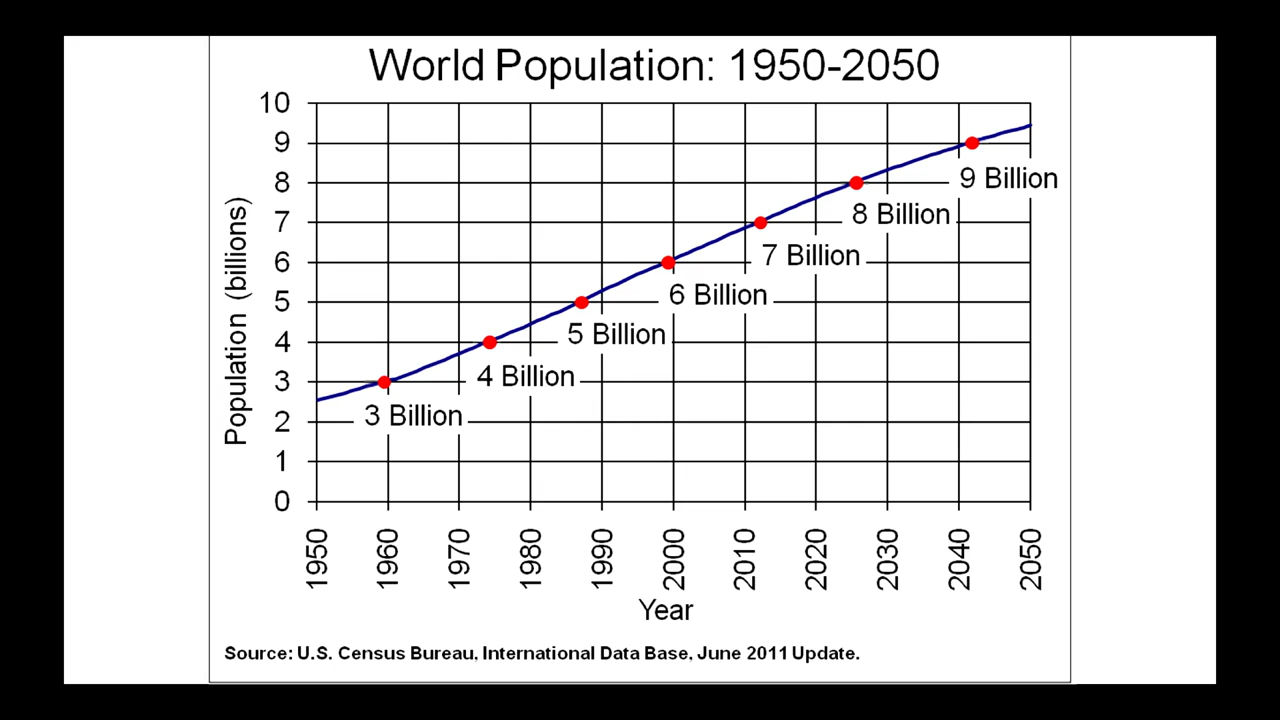 World Population: 1950-2050
10
9
8
7
6
5
4
3
2
1
0
Population (billions)
9 Billion
8 Billion
7 Billion
6 Billion
5 Billion
4 Billion
3 Billion
1950 1960 1970 1980 1990 2000 2010 2020 2030 2040 2050
Year
Source: U.S. Census Bureau, International Data Base, June 2011 Update.